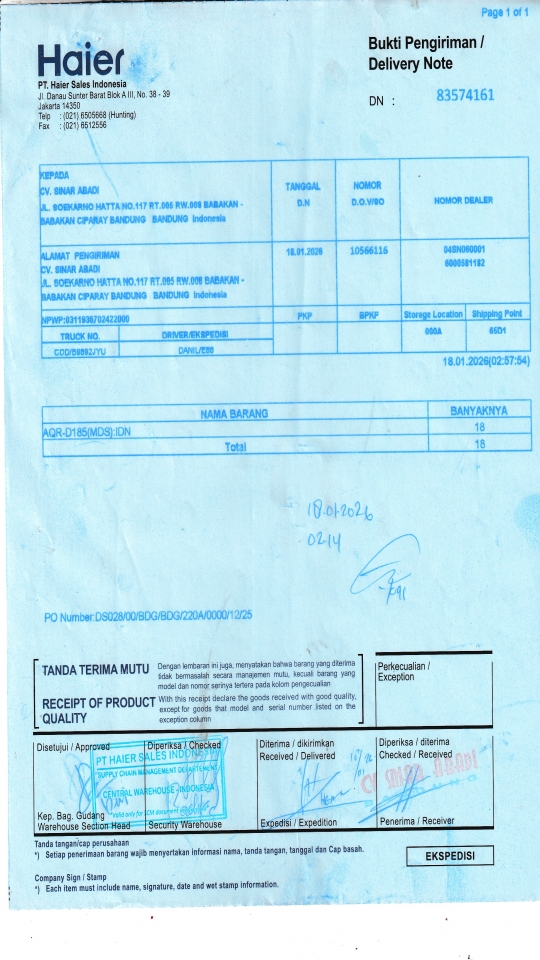 Page 1 of 1
Haier
Bukti Pengiriman /
Delivery Note
PT. Haier Sales Indonesia
Jl. Danau Sunter Barat Blok A III, No. 38 - 39
Jakarta 14350
Telp : (021) 6505668 (Hunting)
Fax : (021) 6512556
DN : 83574161
KEPADA
CV. SINAR ABADI
JL. SOEKARNO HATTA NO.117 RT.005 RW.008 BABAKAN -
BABAKAN CIPARAY BANDUNG BANDUNG Indonesia
TANGGAL
D.N
NOMOR
D.O.V/SO
NOMOR DEALER
ALAMAT PENGIRIMAN
CV. SINAR ABADI
JL. SOEKARNO HATTA NO.117 RT.005 RW.008 BABAKAN -
BABAKAN CIPARAY BANDUNG BANDUNG Indonesia
18.01.2026
10566116
04SN060001
6000581182
NPWP:0311936702422000
PKP
BPKP
Storege Location
Shipping Point
TRUCK NO.
DRIVER/EKSPEDISI
000A
65D1
DANIL/EBS
18.01.2026(02:57:54)
NAMA BARANG
BANYAKNYA
AQR-D185(MDS):IDN
18
Total
18
18.01.2026
02.14
PO Number:DS028/00/BDG/BDG/220A/0000/12/25
TANDA TERIMA MUTU
Dengan lembaran ini juga, menyatakan bahwa barang yang diterima
tidak bermasalah secara manajemen mutu, kecuali barang yang
model dan nomor serinya tertera pada kolom pengecualian
RECEIPT OF PRODUCT
QUALITY
With this receipt declare the goods received with good quality,
except for goods that model and serial number listed on the
exception column
Perkecualian /
Exception
Disetujui / Approved
Diperiksa / Checked
Diterima / dikirimkan
Received / Delivered
Diperiksa / diterima
Checked / Received
PT HAIER SALES INDONESIA
SUPPLY CHAIN MANAGEMENT DEPARTEMENT
CENTRAL WAREHOUSE - INDONESIA
CV SINAR ABADI
BANDUNG
Kep. Bag. Gudang
Warehouse Section Head
Security Warehouse
Expedisi / Expedition
Penerima / Receiver
Tanda tangan/cap perusahaan
*) Setiap penerimaan barang wajib menyertakan informasi nama, tanda tangan, tanggal dan Cap basah.
EKSPEDISI
Company Sign / Stamp
*) Each item must include name, signature, date and wet stamp information.